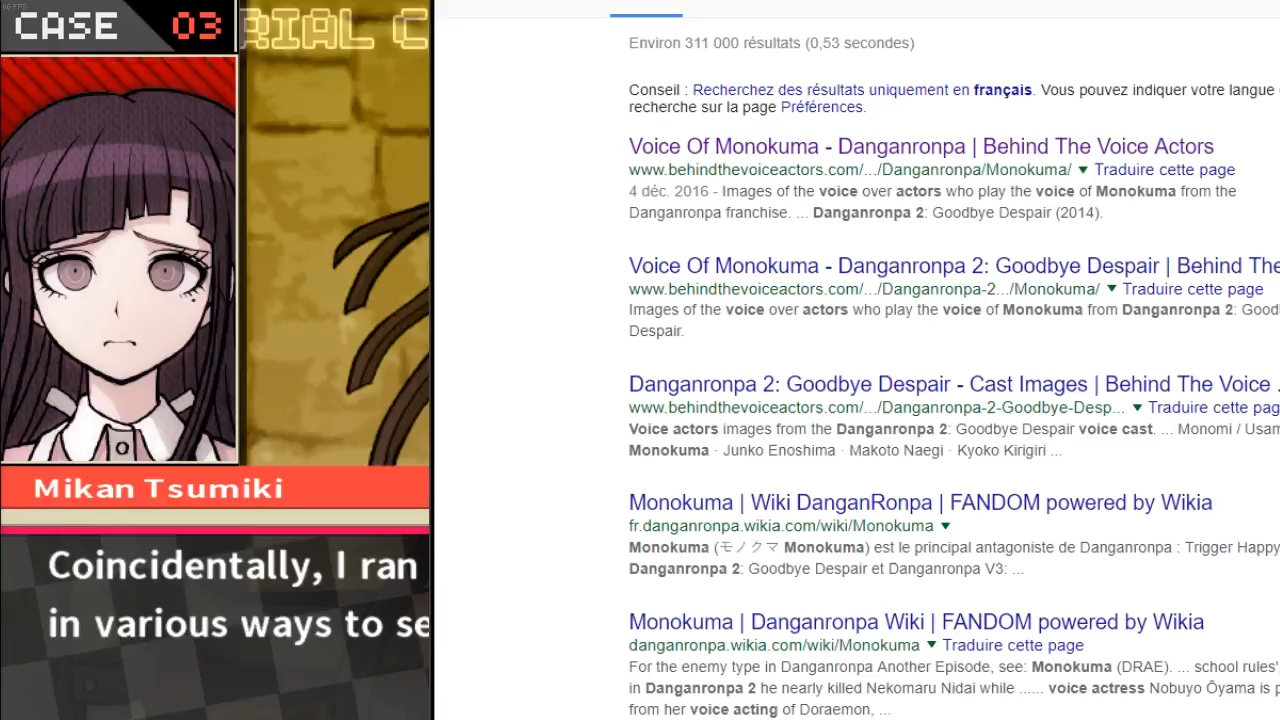 60 FPS
CASE 03
RIAL C
Mikan Tsumiki
Coincidentally, I ran
in various ways to se
Environ 311 000 résultats (0,53 secondes)
Conseil : Recherchez des résultats uniquement en français. Vous pouvez indiquer votre langue
recherche sur la page Préférences.
Voice Of Monokuma - Danganronpa | Behind The Voice Actors
www.behindthevoiceactors.com/.../Danganronpa/Monokuma/ ▼ Traduire cette page
4 déc. 2016 - Images of the voice over actors who play the voice of Monokuma from the
Danganronpa franchise. ... Danganronpa 2: Goodbye Despair (2014).
Voice Of Monokuma - Danganronpa 2: Goodbye Despair | Behind The
www.behindthevoiceactors.com/.../Danganronpa-2.../Monokuma/ ▼ Traduire cette page
Images of the voice over actors who play the voice of Monokuma from Danganronpa 2: Good
Despair.
Danganronpa 2: Goodbye Despair - Cast Images | Behind The Voice .
www.behindthevoiceactors.com/.../Danganronpa-2-Goodbye-Desp... ▼ Traduire cette pag
Voice actors images from the Danganronpa 2: Goodbye Despair voice cast. ... Monomi / Usam
Monokuma · Junko Enoshima · Makoto Naegi · Kyoko Kirigiri ...
Monokuma | Wiki DanganRonpa | FANDOM powered by Wikia
fr.danganronpa.wikia.com/wiki/Monokuma ▼
Monokuma (モノクマ Monokuma) est le principal antagoniste de Danganronpa : Trigger Happy
Danganronpa 2: Goodbye Despair et Danganronpa V3: ...
Monokuma | Danganronpa Wiki | FANDOM powered by Wikia
danganronpa.wikia.com/wiki/Monokuma ▼ Traduire cette page
For the enemy type in Danganronpa Another Episode, see: Monokuma (DRAE). ... school rules',
in Danganronpa 2 he nearly killed Nekomaru Nidai while ...... voice actress Nobuyo Ōyama is p
from her voice acting of Doraemon, ...